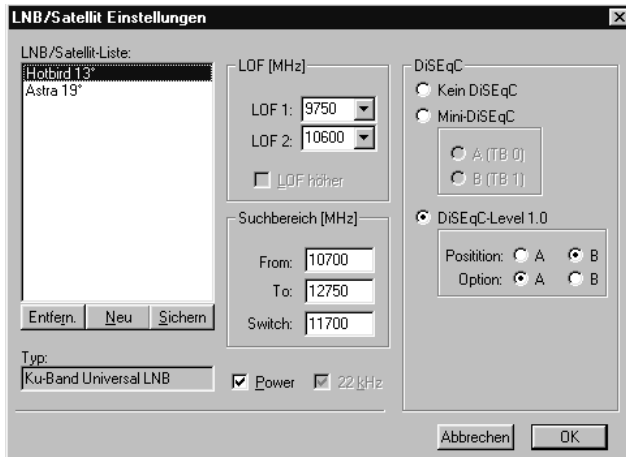 LNB/Satellit Einstellungen
LNB/Satellit-Liste:
Hotbird 13°
Astra 19°
Entfern.
Neu
Sichern
Typ:
Ku-Band Universal LNB
LOF [MHz]
LOF 1: 9750
LOF 2: 10600
LOF höher
Suchbereich [MHz]
From: 10700
To: 12750
Switch: 11700
Power
22 kHz
DiSEqC
Kein DiSEqC
Mini-DiSEqC
A (TB 0)
B (TB 1)
DiSEqC-Level 1.0
Positition: A B
Option: A B
Abbrechen
OK